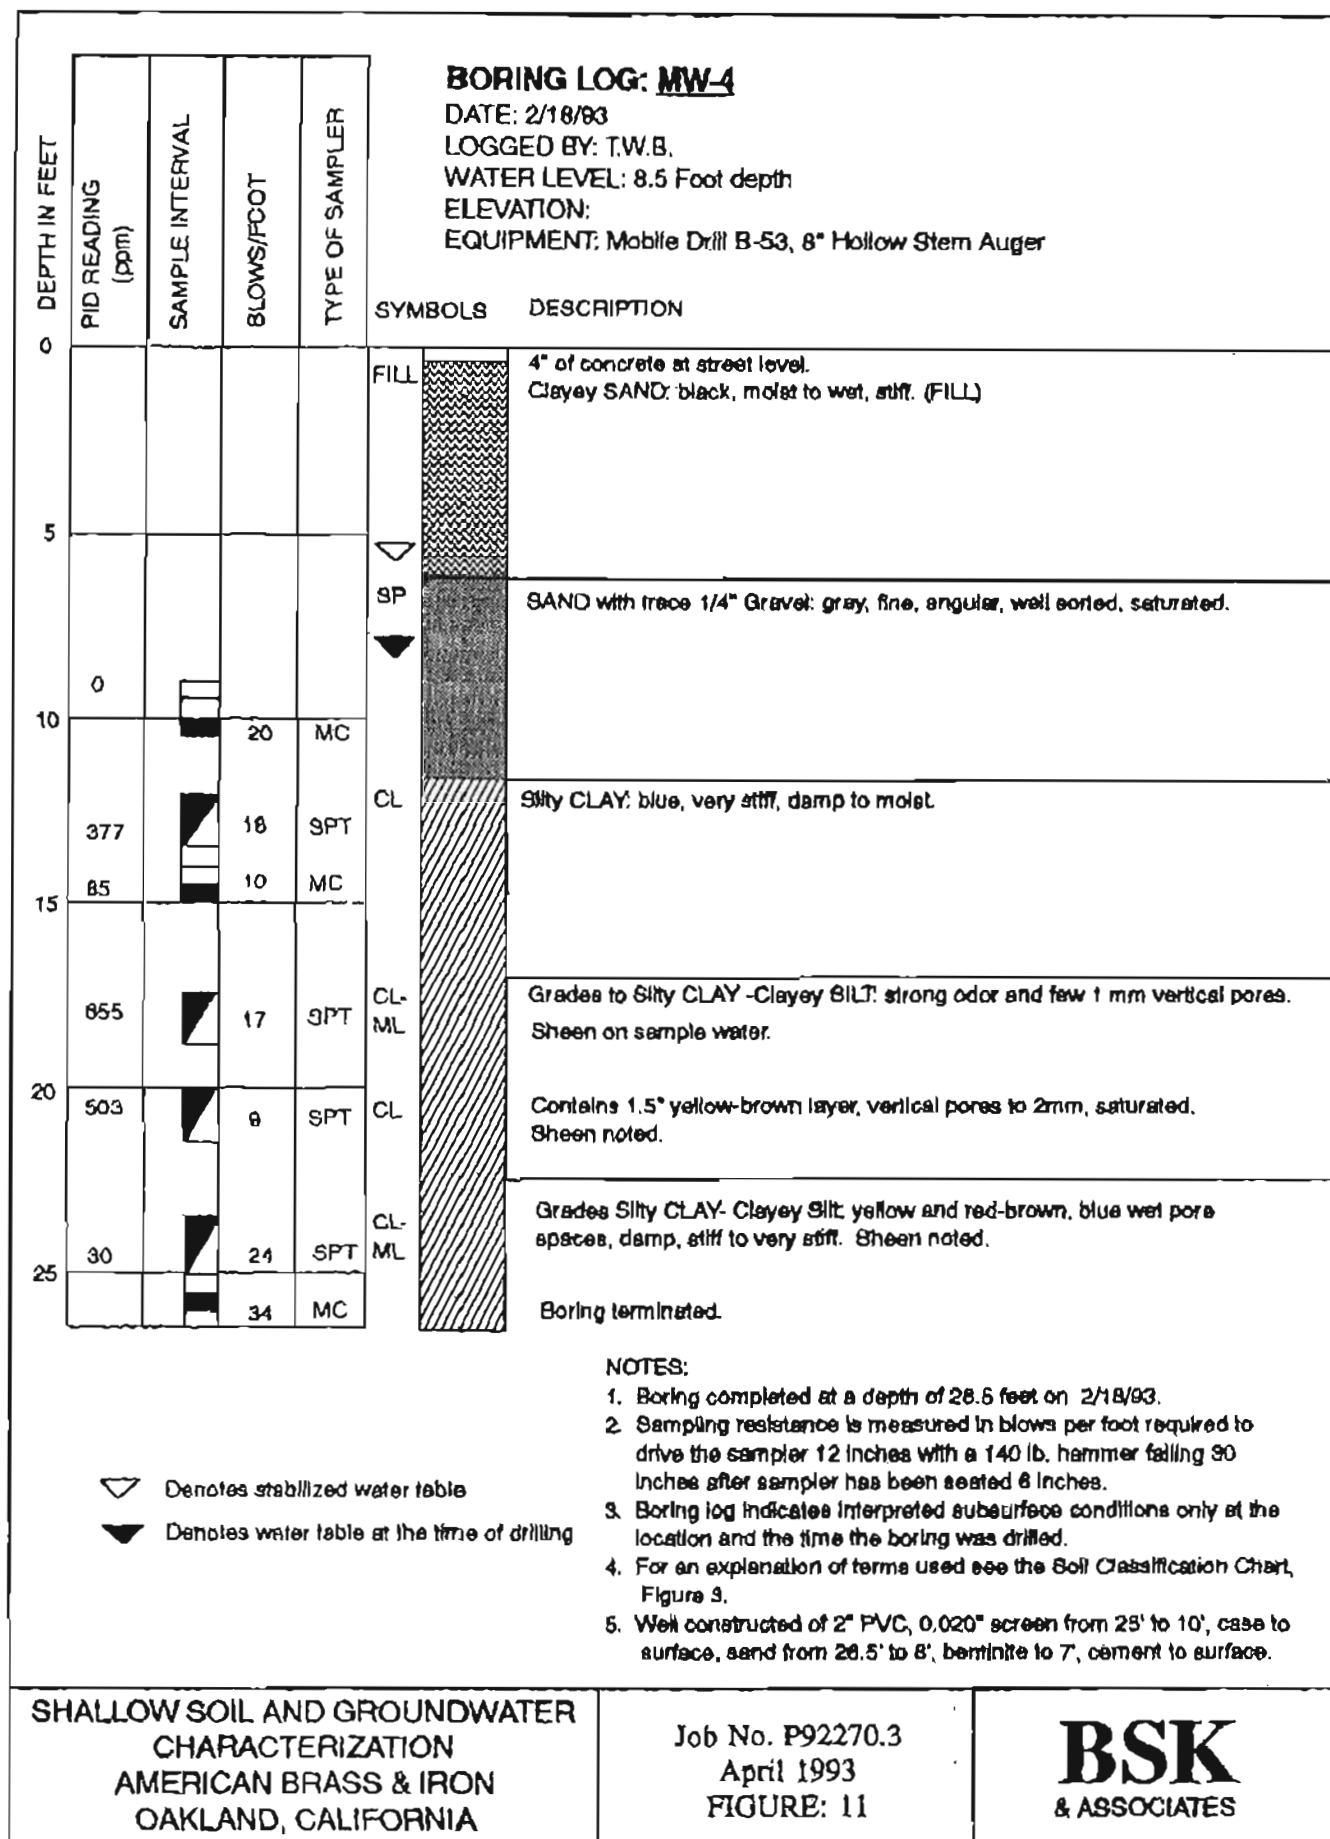 BORING LOG: MW-4
DATE: 2/18/93
LOGGED BY: T.W.B.
WATER LEVEL: 8.5 Foot depth
ELEVATION:
EQUIPMENT: Mobile Drill B-53, 8" Hollow Stem Auger
DEPTH IN FEET
PID READING
(ppm)
SAMPLE INTERVAL
BLOWS/FOOT
TYPE OF SAMPLER
SYMBOLS DESCRIPTION
0
FILL
4" of concrete at street level.
Clayey SAND: black, moist to wet, stiff. (FILL)
5
SP
SAND with trace 1/4" Gravel: gray, fine, angular, well sorted, saturated.
0
10
20 MC
CL
Silty CLAY: blue, very stiff, damp to moist.
377 18 SPT
85 10 MC
15
Grades to Silty CLAY -Clayey SILT: strong odor and few 1 mm vertical pores.
855 17 SPT CL-
ML
Sheen on sample water.
20
503 9 SPT CL
Contains 1.5" yellow-brown layer, vertical pores to 2mm, saturated.
Sheen noted.
Grades Silty CLAY- Clayey Silt: yellow and red-brown, blue wet pore
spaces, damp, stiff to very stiff. Sheen noted.
30 24 SPT CL-
ML
25
34 MC
Boring terminated.
NOTES:
1. Boring completed at a depth of 26.5 feet on 2/18/93.
2. Sampling resistance is measured in blows per foot required to
drive the sampler 12 inches with a 140 lb. hammer falling 30
inches after sampler has been seated 6 inches.
3. Boring log indicates interpreted subsurface conditions only at the
location and the time the boring was drilled.
4. For an explanation of terms used see the Soil Classification Chart,
Figure 3.
5. Well constructed of 2" PVC, 0.020" screen from 25' to 10', case to
surface, sand from 26.5' to 8', bentinite to 7', cement to surface.
Denotes stabilized water table
Denotes water table at the time of drilling
SHALLOW SOIL AND GROUNDWATER
CHARACTERIZATION
AMERICAN BRASS & IRON
OAKLAND, CALIFORNIA
Job No. P92270.3
April 1993
FIGURE: 11
BSK
& ASSOCIATES